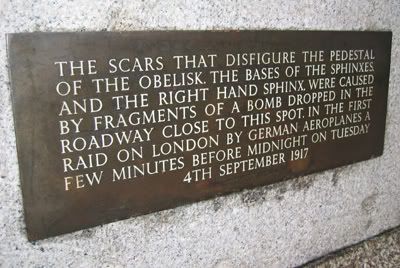 THE SCARS THAT DISFIGURE THE PEDESTAL
OF THE OBELISK. THE BASES OF THE SPHINXES.
AND THE RIGHT HAND SPHINX. WERE CAUSED
BY FRAGMENTS OF A BOMB DROPPED IN THE
ROADWAY CLOSE TO THIS SPOT. IN THE FIRST
RAID ON LONDON BY GERMAN AEROPLANES A
FEW MINUTES BEFORE MIDNIGHT ON TUESDAY
4TH SEPTEMBER 1917